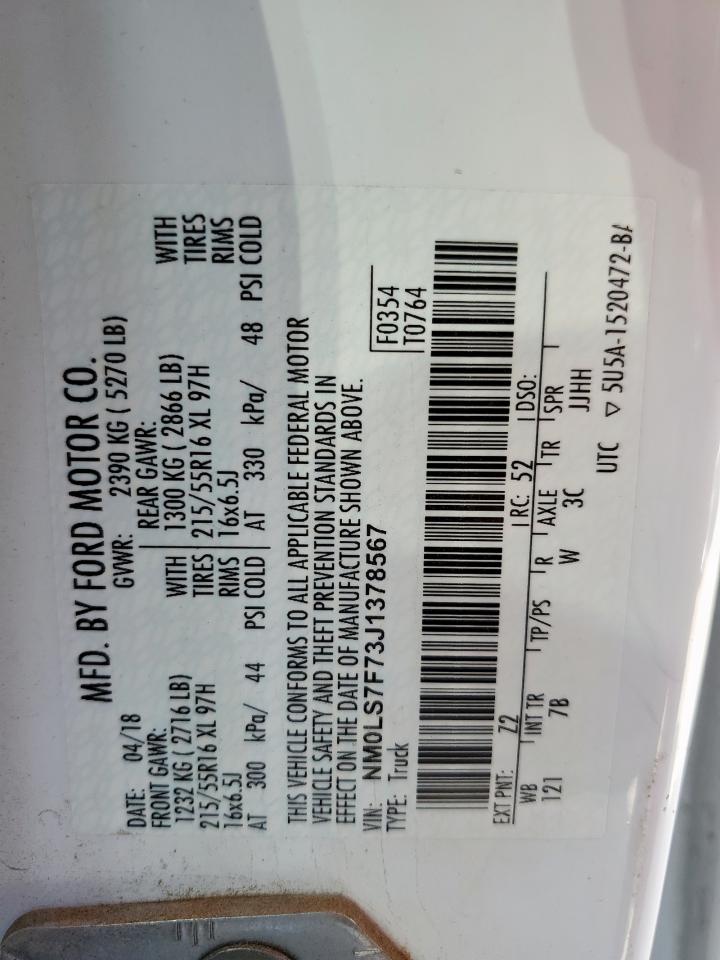 MFD. BY FORD MOTOR CO.
DATE: 04/18 GVWR: 2390 KG ( 5270 LB)
FRONT GAWR: REAR GAWR:
1232 KG ( 2716 LB) WITH 1300 KG ( 2866 LB) WITH
215/55R16 XL 97H TIRES 215/55R16 XL 97H TIRES
16x6.5J RIMS 16x6.5J RIMS
AT 300 kPa/ 44 PSI COLD AT 330 kPa/ 48 PSI COLD
THIS VEHICLE CONFORMS TO ALL APPLICABLE FEDERAL MOTOR
VEHICLE SAFETY AND THEFT PREVENTION STANDARDS IN
EFFECT ON THE DATE OF MANUFACTURE SHOWN ABOVE.
VIN: NM0LS7F73J1378567 F0354
TYPE: Truck T0764
EXT PNT: Z2 RC: 52 DSO:
WB INT TR TP/PS R AXLE TR SPR
121 7B W 3C JJHH
UTC ▽ 5U5A-1520472-BA